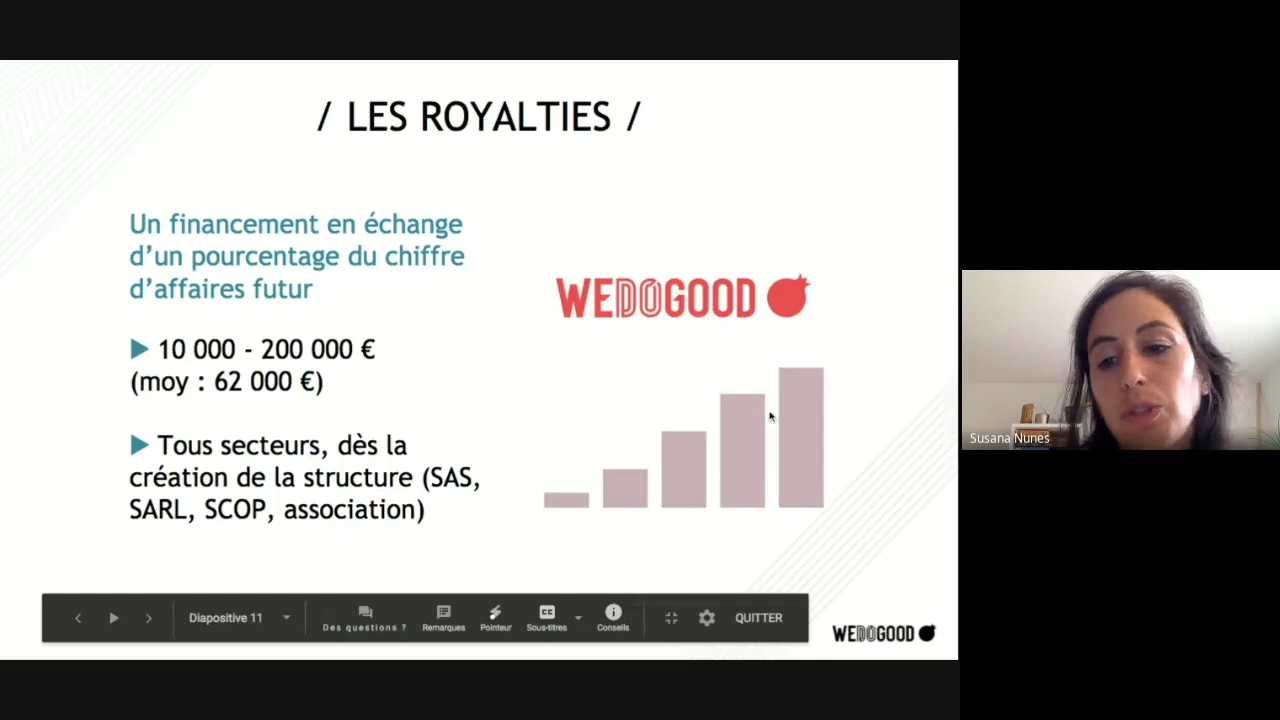 / LES ROYALTIES /
Un financement en échange
d’un pourcentage du chiffre
d’affaires futur
▶ 10 000 - 200 000 €
(moy : 62 000 €)
▶ Tous secteurs, dès la
création de la structure (SAS,
SARL, SCOP, association)
WEDOGOOD
Susana Nunes
Diapositive 11
Des questions ?
Remarques
Pointeur
CC
Sous-titres
Conseils
QUITTER
WEDOGOOD